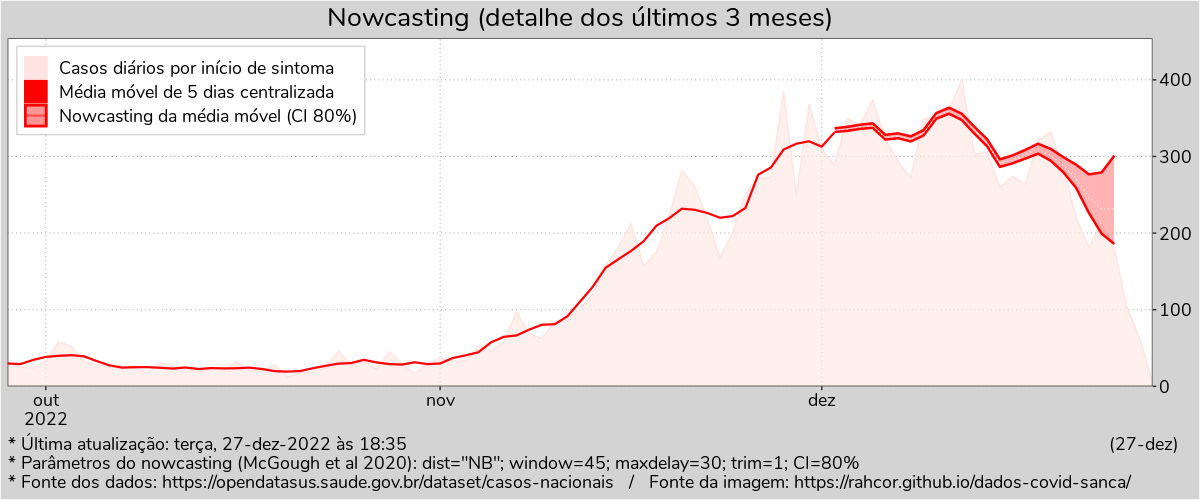 Nowcasting (detalhe dos últimos 3 meses)
Casos diários por início de sintoma
Média móvel de 5 dias centralizada
Nowcasting da média móvel (CI 80%)
400
300
200
100
0
out
2022
nov
dez
* Última atualização: terça, 27-dez-2022 às 18:35
(27-dez)
* Parâmetros do nowcasting (McGough et al 2020): dist="NB"; window=45; maxdelay=30; trim=1; CI=80%
* Fonte dos dados: https://opendatasus.saude.gov.br/dataset/casos-nacionais / Fonte da imagem: https://rahcor.github.io/dados-covid-sanca/